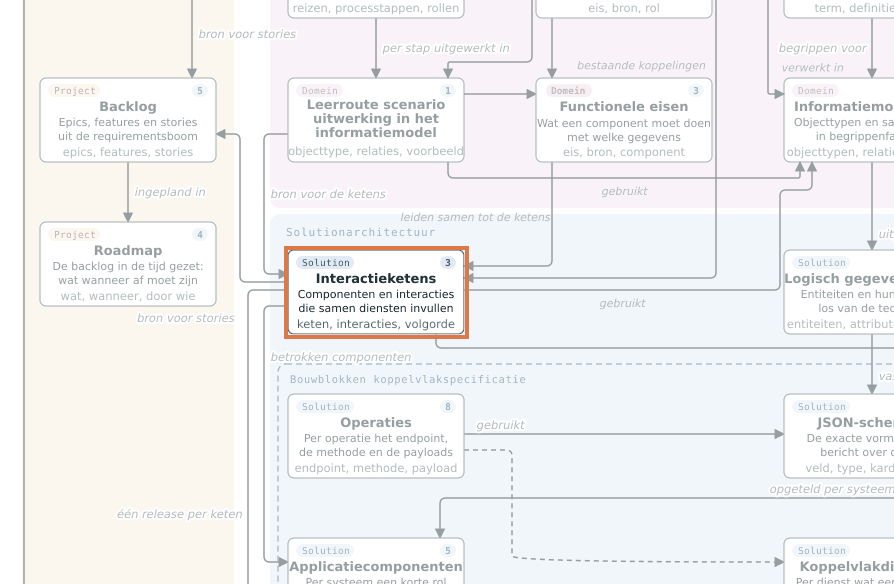 reizen, processtappen, rollen
eis, bron, rol
term, definitie
bron voor stories
per stap uitgewerkt in
begrippen voor
bestaande koppelingen
verwerkt in
Project 5
Backlog
Epics, features en stories
uit de requirementsboom
epics, features, stories
Domein 1
Leerroute scenario
uitwerking in het
informatiemodel
objecttype, relaties, voorbeeld
Domein 3
Functionele eisen
Wat een component moet doen
met welke gegevens
eis, bron, component
Domein
Informatiemo
Objecttypen en sa
in begrippenfa
objecttypen, relatie
ingepland in
bron voor de ketens
gebruikt
leiden samen tot de ketens
Project 4
Roadmap
De backlog in de tijd gezet:
wat wanneer af moet zijn
wat, wanneer, door wie
Solutionarchitectuur
uit
Solution 3
Interactieketens
Componenten en interacties
die samen diensten invullen
keten, interacties, volgorde
Solution
Logisch gegeve
Entiteiten en hun
los van de tec
entiteiten, attribut
gebruikt
bron voor stories
betrokken componenten
Bouwblokken koppelvlakspecificatie
vas
Solution 8
Operaties
Per operatie het endpoint,
de methode en de payloads
endpoint, methode, payload
gebruikt
Solution
JSON-sche
De exacte vorm
bericht over d
veld, type, kard
opgeteld per systeem
één release per keten
Solution 5
Applicatiecomponenten
Per systeem een korte rol
Solution
Koppelvlakdi
Per dienst wat ee